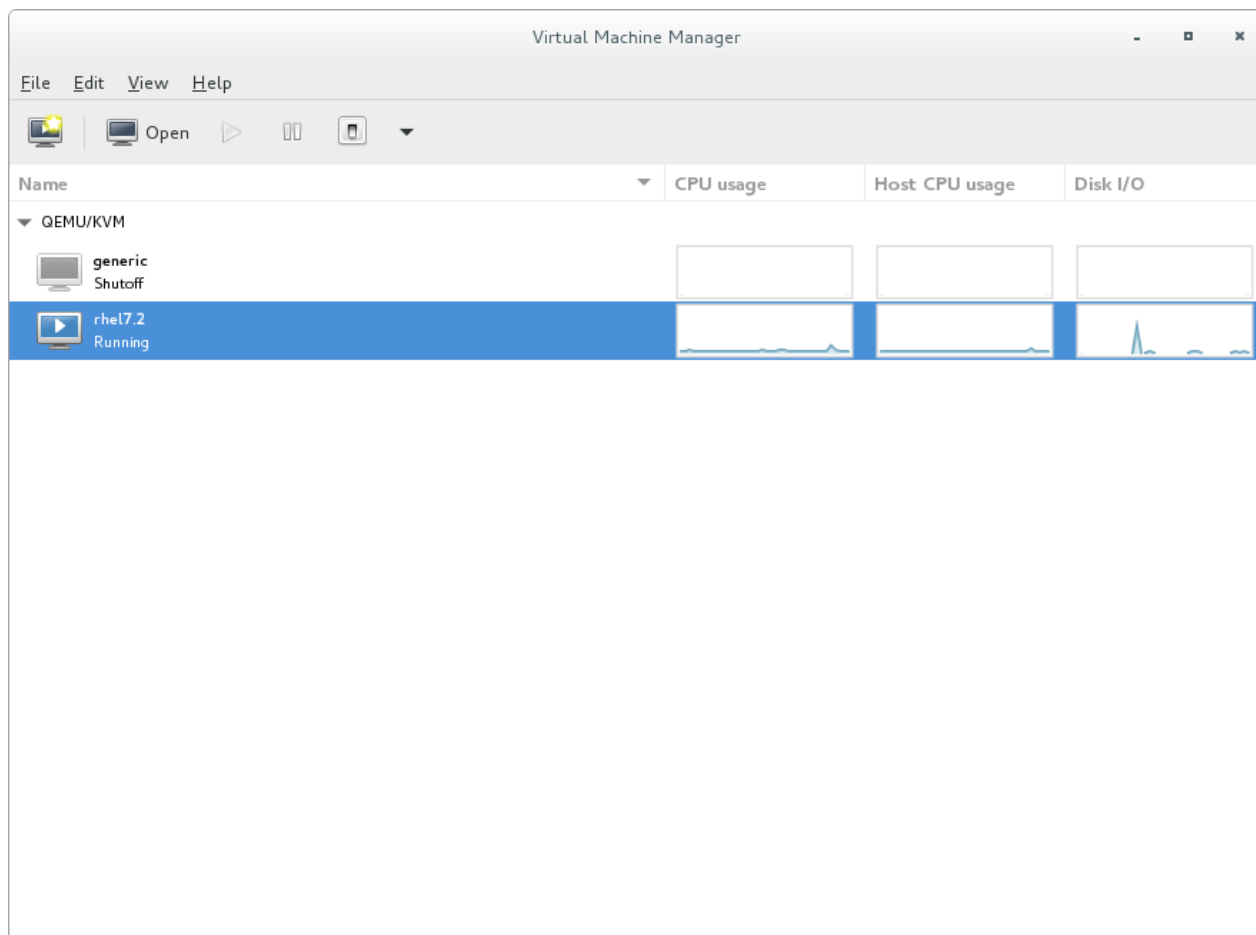 Virtual Machine Manager
File Edit View Help
Open
Name CPU usage Host CPU usage Disk I/O
QEMU/KVM
generic
Shutoff
rhel7.2
Running